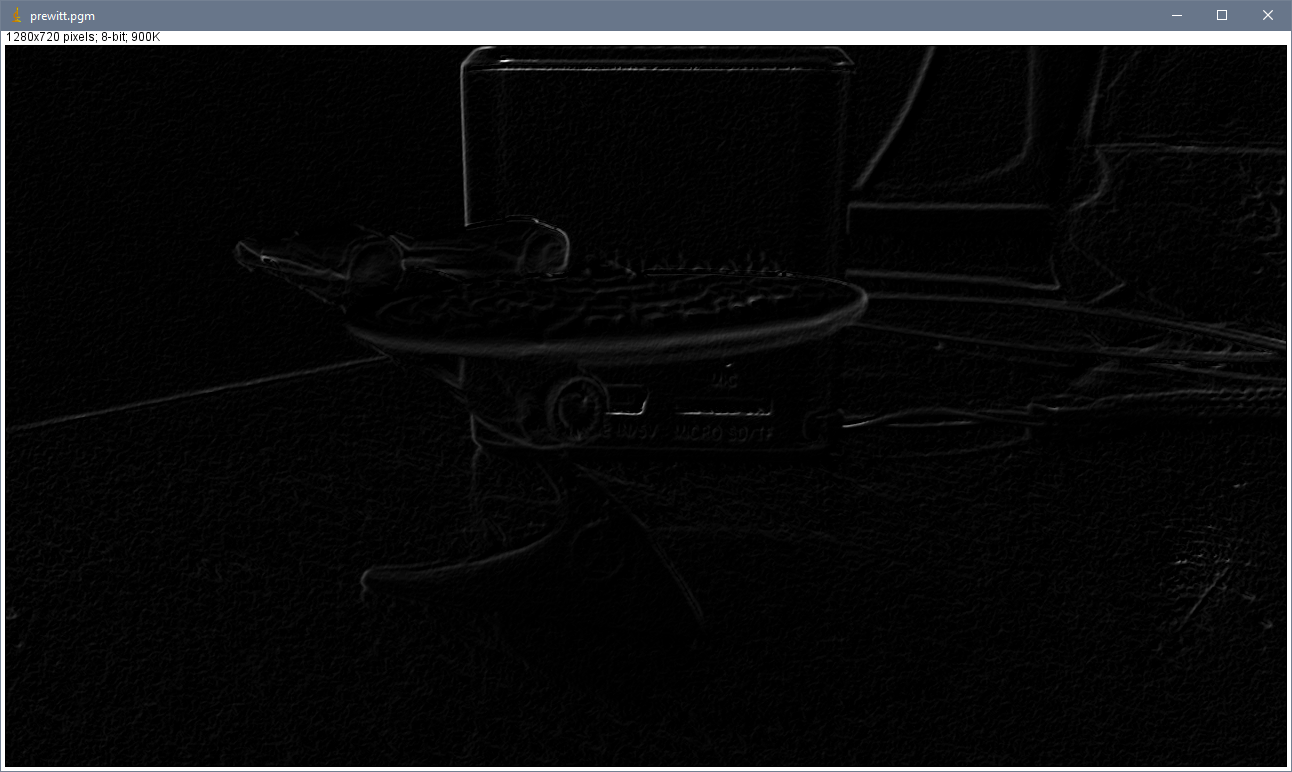 prewitt.pgm
1280x720 pixels; 8-bit; 900K
MICRO SD/TF